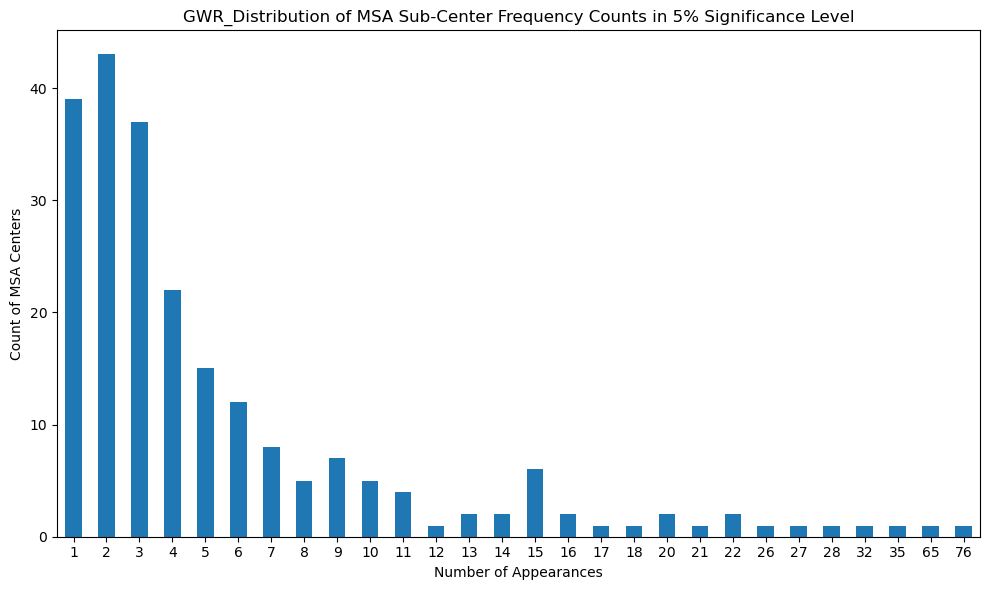 GWR_Distribution of MSA Sub-Center Frequency Counts in 5% Significance Level
Count of MSA Centers
40
30
20
10
0
1 2 3 4 5 6 7 8 9 10 11 12 13 14 15 16 17 18 20 21 22 26 27 28 32 35 65 76
Number of Appearances